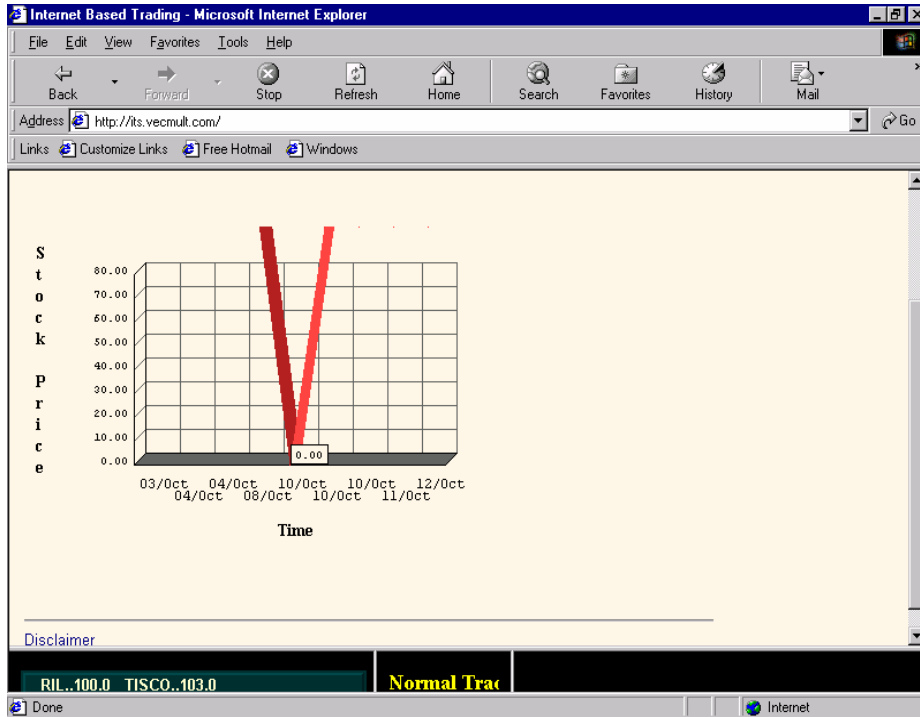 Internet Based Trading - Microsoft Internet Explorer
File Edit View Favorites Tools Help
Back Forward Stop Refresh Home Search Favorites History Mail
Address http://its.vecmult.com/ Go
Links Customize Links Free Hotmail Windows
Stock Price
80.00
70.00
60.00
50.00
40.00
30.00
20.00
10.00
0.00
0.00
03/Oct 04/Oct 10/Oct 10/Oct 12/Oct
04/Oct 08/Oct 10/Oct 11/Oct
Time
Disclaimer
RIL..100.0 TISCO..103.0
Normal Trad
Done Internet